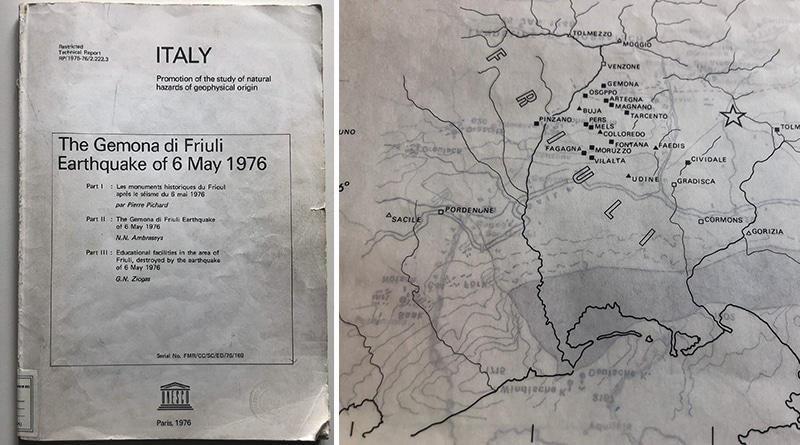 Restricted
Technical Report
RP/1975-76/2.222.3
ITALY
Promotion of the study of natural
hazards of geophysical origin
The Gemona di Friuli
Earthquake of 6 May 1976
Part I : Les monuments historiques du Frioul
après le séisme du 6 mai 1976
par Pierre Pichard
Part II : The Gemona di Friuli Earthquake
of 6 May 1976
N.N. Ambraseys
Part III : Educational facilities in the area of
Friuli, destroyed by the earthquake
of 6 May 1976
G.N. Ziogas
Serial No. FMR/CC/SC/ED/76/169
UNESCO
Paris, 1976
TOLMEZZO
MOGGIO
VENZONE
FRIULI
GEMONA
OSOPPO
ARTEGNA
MAGNANO
BUJA
TARCENTO
PINZANO
PERS
MELS
COLLOREDO
TOLM
FONTANA
FAEDIS
FAGAGNA
MORUZZO
VILALTA
CIVIDALE
UDINE
GRADISCA
SACILE
PORDENONE
CORMONS
GORIZIA